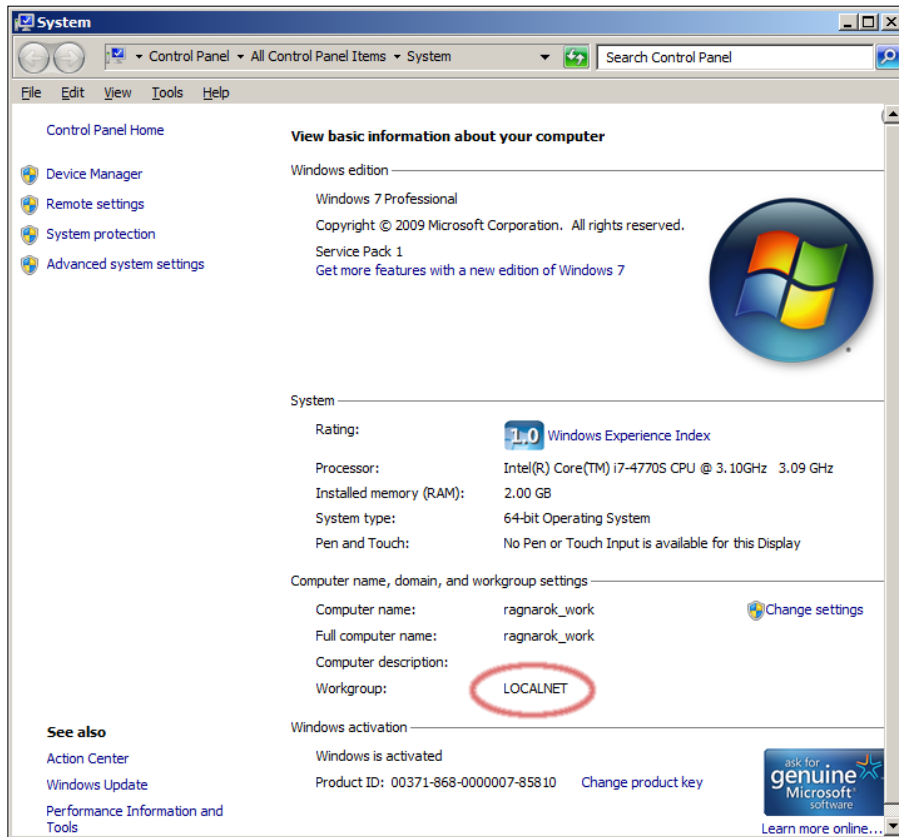 System
Control Panel All Control Panel Items System
Search Control Panel
File Edit View Tools Help
Control Panel Home
Device Manager
Remote settings
System protection
Advanced system settings
View basic information about your computer
Windows edition
Windows 7 Professional
Copyright © 2009 Microsoft Corporation. All rights reserved.
Service Pack 1
Get more features with a new edition of Windows 7
System
Rating: 1.0 Windows Experience Index
Processor: Intel(R) Core(TM) i7-4770S CPU @ 3.10GHz 3.09 GHz
Installed memory (RAM): 2.00 GB
System type: 64-bit Operating System
Pen and Touch: No Pen or Touch Input is available for this Display
Computer name, domain, and workgroup settings
Computer name: ragnarok_work Change settings
Full computer name: ragnarok_work
Computer description:
Workgroup: LOCALNET
Windows activation
Windows is activated
Product ID: 00371-868-0000007-85810 Change product key
ask for
genuine
Microsoft
software
Learn more online...
See also
Action Center
Windows Update
Performance Information and
Tools